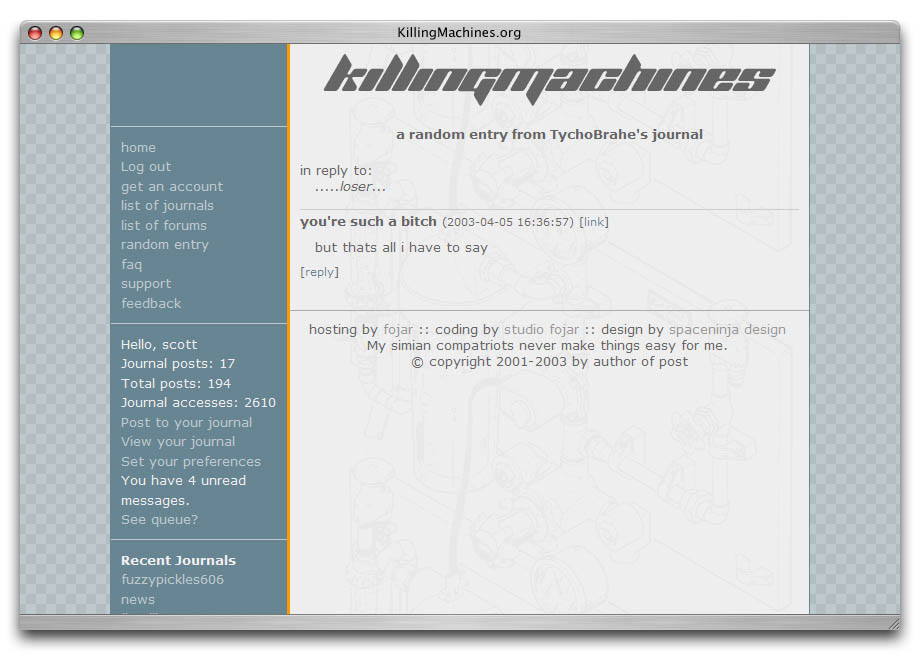 KillingMachines.org
killingmachines
a random entry from TychoBrahe's journal
in reply to:
.....loser...
you're such a bitch (2003-04-05 16:36:57) [link]
but thats all i have to say
[reply]
hosting by fojar :: coding by studio fojar :: design by spaceninja design
My simian compatriots never make things easy for me.
© copyright 2001-2003 by author of post
home
Log out
get an account
list of journals
list of forums
random entry
faq
support
feedback
Hello, scott
Journal posts: 17
Total posts: 194
Journal accesses: 2610
Post to your journal
View your journal
Set your preferences
You have 4 unread
messages.
See queue?
Recent Journals
fuzzypickles606
news